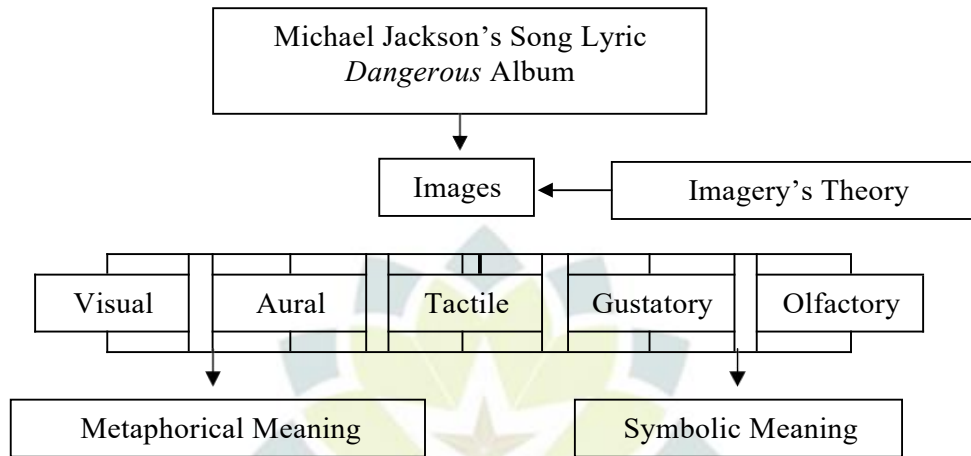 Michael Jackson’s Song Lyric
Dangerous Album
Images
Imagery’s Theory
Visual
Aural
Tactile
Gustatory
Olfactory
Metaphorical Meaning
Symbolic Meaning